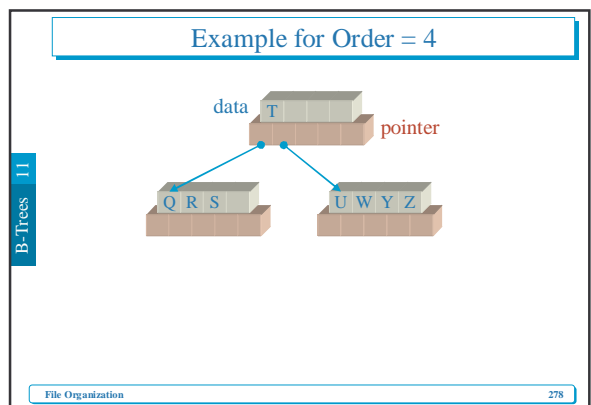 Example for Order = 4
data
T
pointer
Q R S
U W Y Z
B-Trees 11
File Organization 278